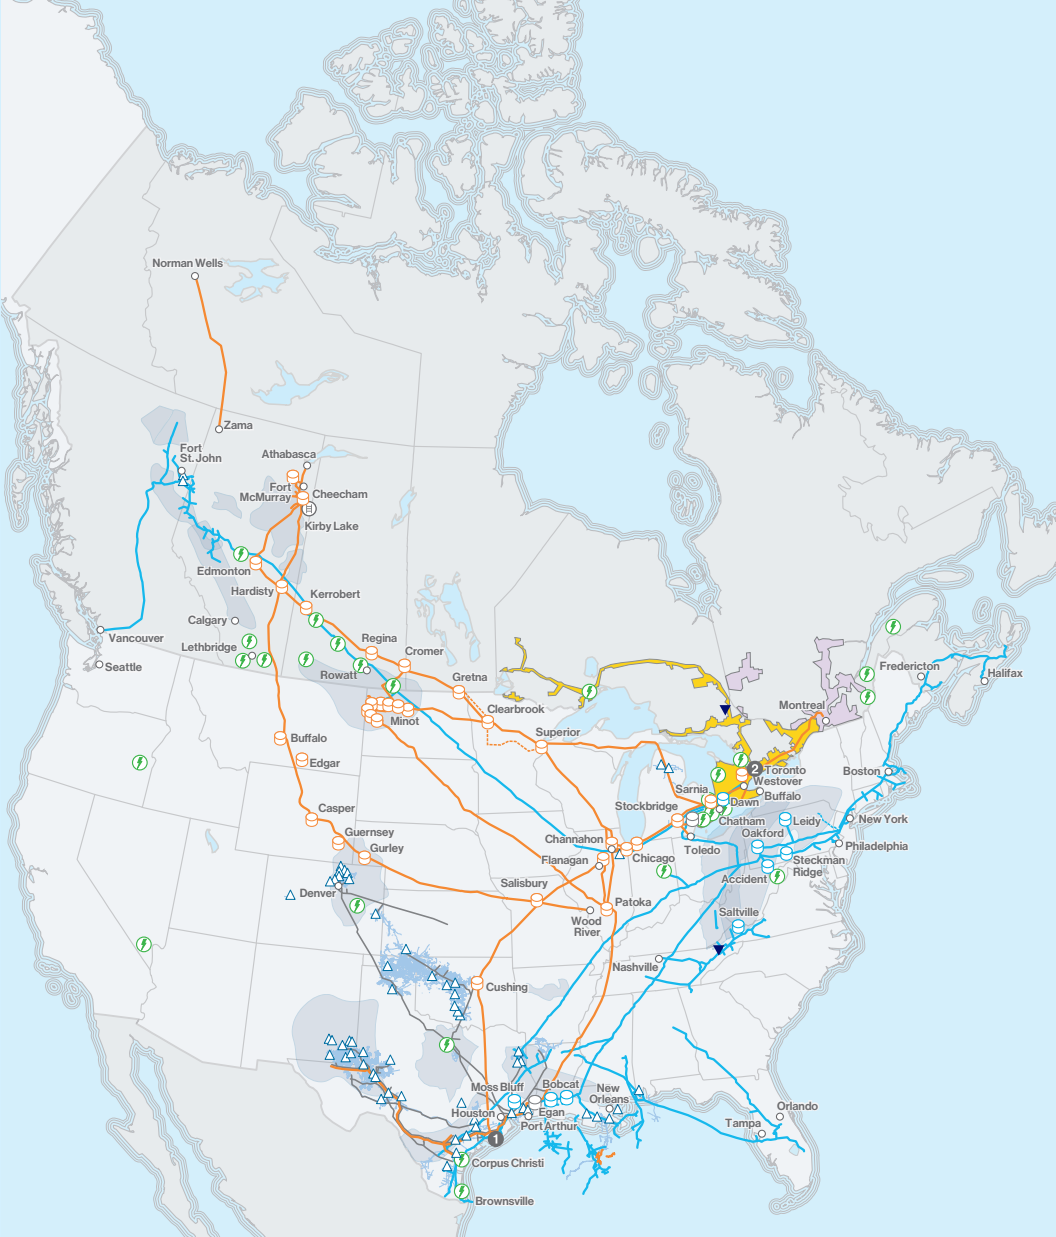 Norman Wells
Zama
Fort
St. John
Athabasca
Fort
McMurray
Cheecham
Kirby Lake
Edmonton
Hardisty
Kerrobert
Calgary
Vancouver
Regina
Lethbridge
Cromer
Seattle
Rowatt
Gretna
Fredericton
Halifax
Minot
Clearbrook
Montreal
Buffalo
Superior
Edgar
2
Toronto
Boston
Westover
Sarnia
Buffalo
Casper
Stockbridge
Dawn
Chatham
Leidy
New York
Guernsey
Channahon
Oakford
Gurley
Toledo
Philadelphia
Flanagan
Chicago
Steckman
Ridge
Denver
Salisbury
Accident
Patoka
Saltville
Wood
River
Nashville
Cushing
Moss Bluff
Bobcat
New
Orleans
Houston
Egan
Orlando
Port Arthur
Tampa
1
Corpus Christi
Brownsville